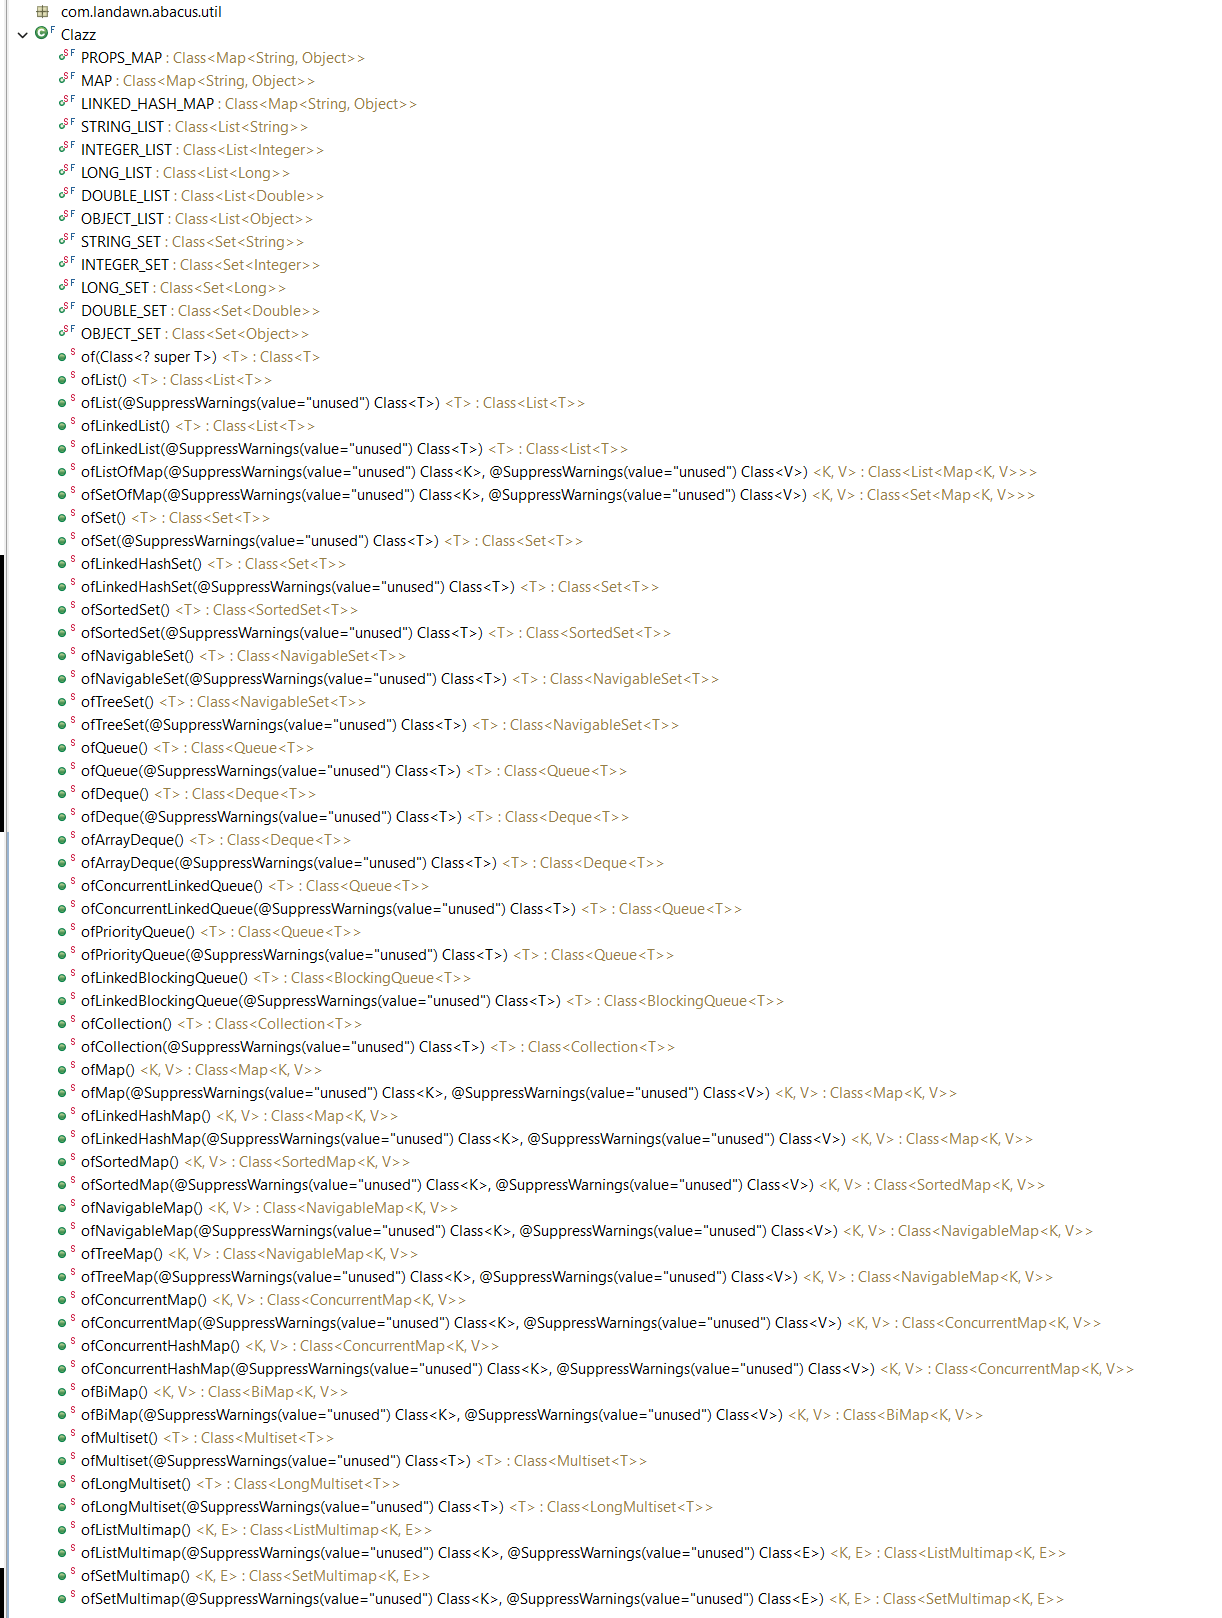 com.landawn.abacus.util
Clazz
PROPS_MAP : Class<Map<String, Object>>
MAP : Class<Map<String, Object>>
LINKED_HASH_MAP : Class<Map<String, Object>>
STRING_LIST : Class<List<String>>
INTEGER_LIST : Class<List<Integer>>
LONG_LIST : Class<List<Long>>
DOUBLE_LIST : Class<List<Double>>
OBJECT_LIST : Class<List<Object>>
STRING_SET : Class<Set<String>>
INTEGER_SET : Class<Set<Integer>>
LONG_SET : Class<Set<Long>>
DOUBLE_SET : Class<Set<Double>>
OBJECT_SET : Class<Set<Object>>
of(Class<? super T>) <T> : Class<T>
ofList() <T> : Class<List<T>>
ofList(@SuppressWarnings(value="unused") Class<T>) <T> : Class<List<T>>
ofLinkedList() <T> : Class<List<T>>
ofLinkedList(@SuppressWarnings(value="unused") Class<T>) <T> : Class<List<T>>
ofListOfMap(@SuppressWarnings(value="unused") Class<K>, @SuppressWarnings(value="unused") Class<V>) <K, V> : Class<List<Map<K, V>>>
ofSetOfMap(@SuppressWarnings(value="unused") Class<K>, @SuppressWarnings(value="unused") Class<V>) <K, V> : Class<Set<Map<K, V>>>
ofSet() <T> : Class<Set<T>>
ofSet(@SuppressWarnings(value="unused") Class<T>) <T> : Class<Set<T>>
ofLinkedHashSet() <T> : Class<Set<T>>
ofLinkedHashSet(@SuppressWarnings(value="unused") Class<T>) <T> : Class<Set<T>>
ofSortedSet() <T> : Class<SortedSet<T>>
ofSortedSet(@SuppressWarnings(value="unused") Class<T>) <T> : Class<SortedSet<T>>
ofNavigableSet() <T> : Class<NavigableSet<T>>
ofNavigableSet(@SuppressWarnings(value="unused") Class<T>) <T> : Class<NavigableSet<T>>
ofTreeSet() <T> : Class<NavigableSet<T>>
ofTreeSet(@SuppressWarnings(value="unused") Class<T>) <T> : Class<NavigableSet<T>>
ofQueue() <T> : Class<Queue<T>>
ofQueue(@SuppressWarnings(value="unused") Class<T>) <T> : Class<Queue<T>>
ofDeque() <T> : Class<Deque<T>>
ofDeque(@SuppressWarnings(value="unused") Class<T>) <T> : Class<Deque<T>>
ofArrayDeque() <T> : Class<Deque<T>>
ofArrayDeque(@SuppressWarnings(value="unused") Class<T>) <T> : Class<Deque<T>>
ofConcurrentLinkedQueue() <T> : Class<Queue<T>>
ofConcurrentLinkedQueue(@SuppressWarnings(value="unused") Class<T>) <T> : Class<Queue<T>>
ofPriorityQueue() <T> : Class<Queue<T>>
ofPriorityQueue(@SuppressWarnings(value="unused") Class<T>) <T> : Class<Queue<T>>
ofLinkedBlockingQueue() <T> : Class<BlockingQueue<T>>
ofLinkedBlockingQueue(@SuppressWarnings(value="unused") Class<T>) <T> : Class<BlockingQueue<T>>
ofCollection() <T> : Class<Collection<T>>
ofCollection(@SuppressWarnings(value="unused") Class<T>) <T> : Class<Collection<T>>
ofMap() <K, V> : Class<Map<K, V>>
ofMap(@SuppressWarnings(value="unused") Class<K>, @SuppressWarnings(value="unused") Class<V>) <K, V> : Class<Map<K, V>>
ofLinkedHashMap() <K, V> : Class<Map<K, V>>
ofLinkedHashMap(@SuppressWarnings(value="unused") Class<K>, @SuppressWarnings(value="unused") Class<V>) <K, V> : Class<Map<K, V>>
ofSortedMap() <K, V> : Class<SortedMap<K, V>>
ofSortedMap(@SuppressWarnings(value="unused") Class<K>, @SuppressWarnings(value="unused") Class<V>) <K, V> : Class<SortedMap<K, V>>
ofNavigableMap() <K, V> : Class<NavigableMap<K, V>>
ofNavigableMap(@SuppressWarnings(value="unused") Class<K>, @SuppressWarnings(value="unused") Class<V>) <K, V> : Class<NavigableMap<K, V>>
ofTreeMap() <K, V> : Class<NavigableMap<K, V>>
ofTreeMap(@SuppressWarnings(value="unused") Class<K>, @SuppressWarnings(value="unused") Class<V>) <K, V> : Class<NavigableMap<K, V>>
ofConcurrentMap() <K, V> : Class<ConcurrentMap<K, V>>
ofConcurrentMap(@SuppressWarnings(value="unused") Class<K>, @SuppressWarnings(value="unused") Class<V>) <K, V> : Class<ConcurrentMap<K, V>>
ofConcurrentHashMap() <K, V> : Class<ConcurrentMap<K, V>>
ofConcurrentHashMap(@SuppressWarnings(value="unused") Class<K>, @SuppressWarnings(value="unused") Class<V>) <K, V> : Class<ConcurrentMap<K, V>>
ofBiMap() <K, V> : Class<BiMap<K, V>>
ofBiMap(@SuppressWarnings(value="unused") Class<K>, @SuppressWarnings(value="unused") Class<V>) <K, V> : Class<BiMap<K, V>>
ofMultiset() <T> : Class<Multiset<T>>
ofMultiset(@SuppressWarnings(value="unused") Class<T>) <T> : Class<Multiset<T>>
ofLongMultiset() <T> : Class<LongMultiset<T>>
ofLongMultiset(@SuppressWarnings(value="unused") Class<T>) <T> : Class<LongMultiset<T>>
ofListMultimap() <K, E> : Class<ListMultimap<K, E>>
ofListMultimap(@SuppressWarnings(value="unused") Class<K>, @SuppressWarnings(value="unused") Class<E>) <K, E> : Class<ListMultimap<K, E>>
ofSetMultimap() <K, E> : Class<SetMultimap<K, E>>
ofSetMultimap(@SuppressWarnings(value="unused") Class<K>, @SuppressWarnings(value="unused") Class<E>) <K, E> : Class<SetMultimap<K, E>>